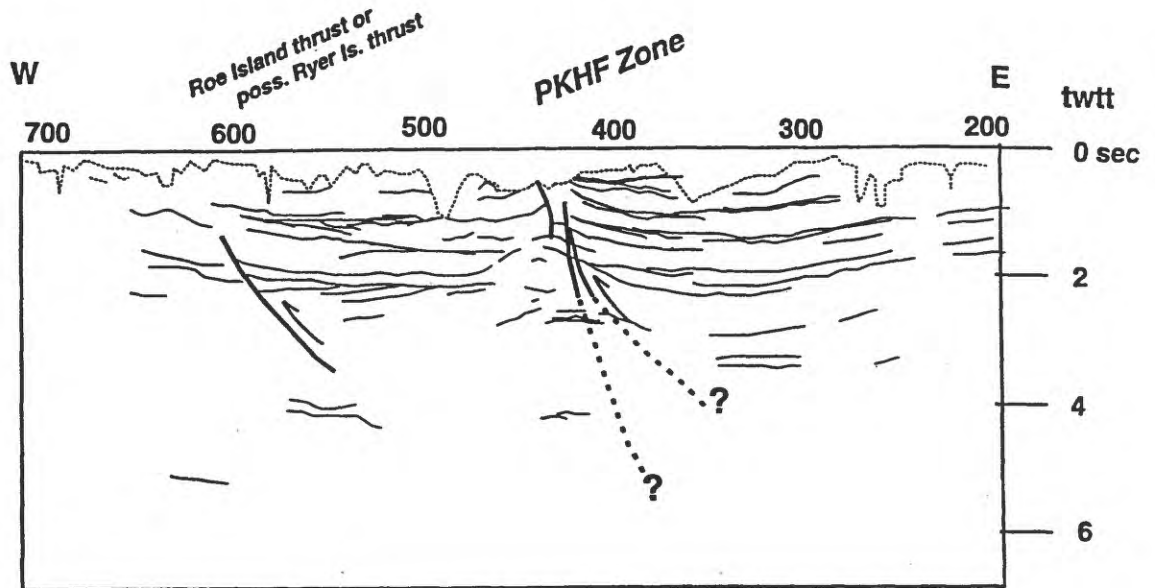 Roe Island thrust or
poss. Ryer Is. thrust
PKHF Zone
W
E
twtt
700 600 500 400 300 200
0 sec
2
4
6
?
?